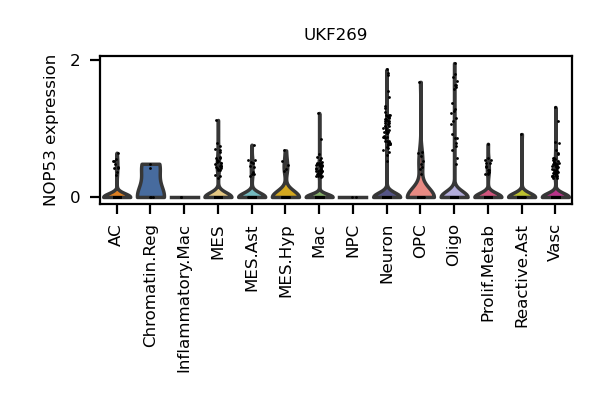 UKF269
NOP53 expression
2
0
AC
Chromatin.Reg
Inflammatory.Mac
MES
MES.Ast
MES.Hyp
Mac
NPC
Neuron
OPC
Oligo
Prolif.Metab
Reactive.Ast
Vasc